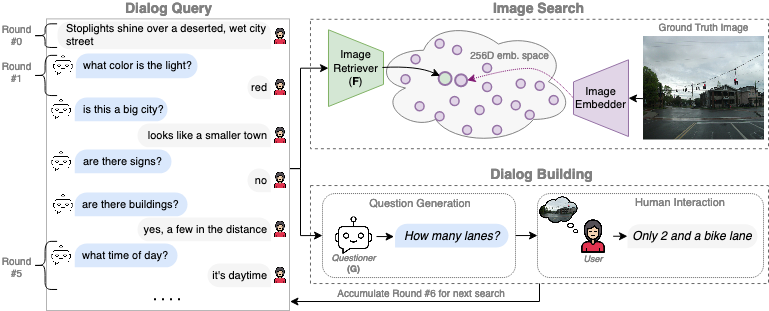 Dialog Query
Round
#0
Stoplights shine over a deserted, wet city
street
Round
#1
what color is the light?
red
is this a big city?
looks like a smaller town
are there signs?
no
are there buildings?
yes, a few in the distance
Round
#5
what time of day?
it's daytime
. . . .
Image Search
Image
Retriever
(F)
256D emb. space
Image
Embedder
Ground Truth Image
Dialog Building
Question Generation
Questioner
(G)
How many lanes?
Human Interaction
User
Only 2 and a bike lane
Accumulate Round #6 for next search